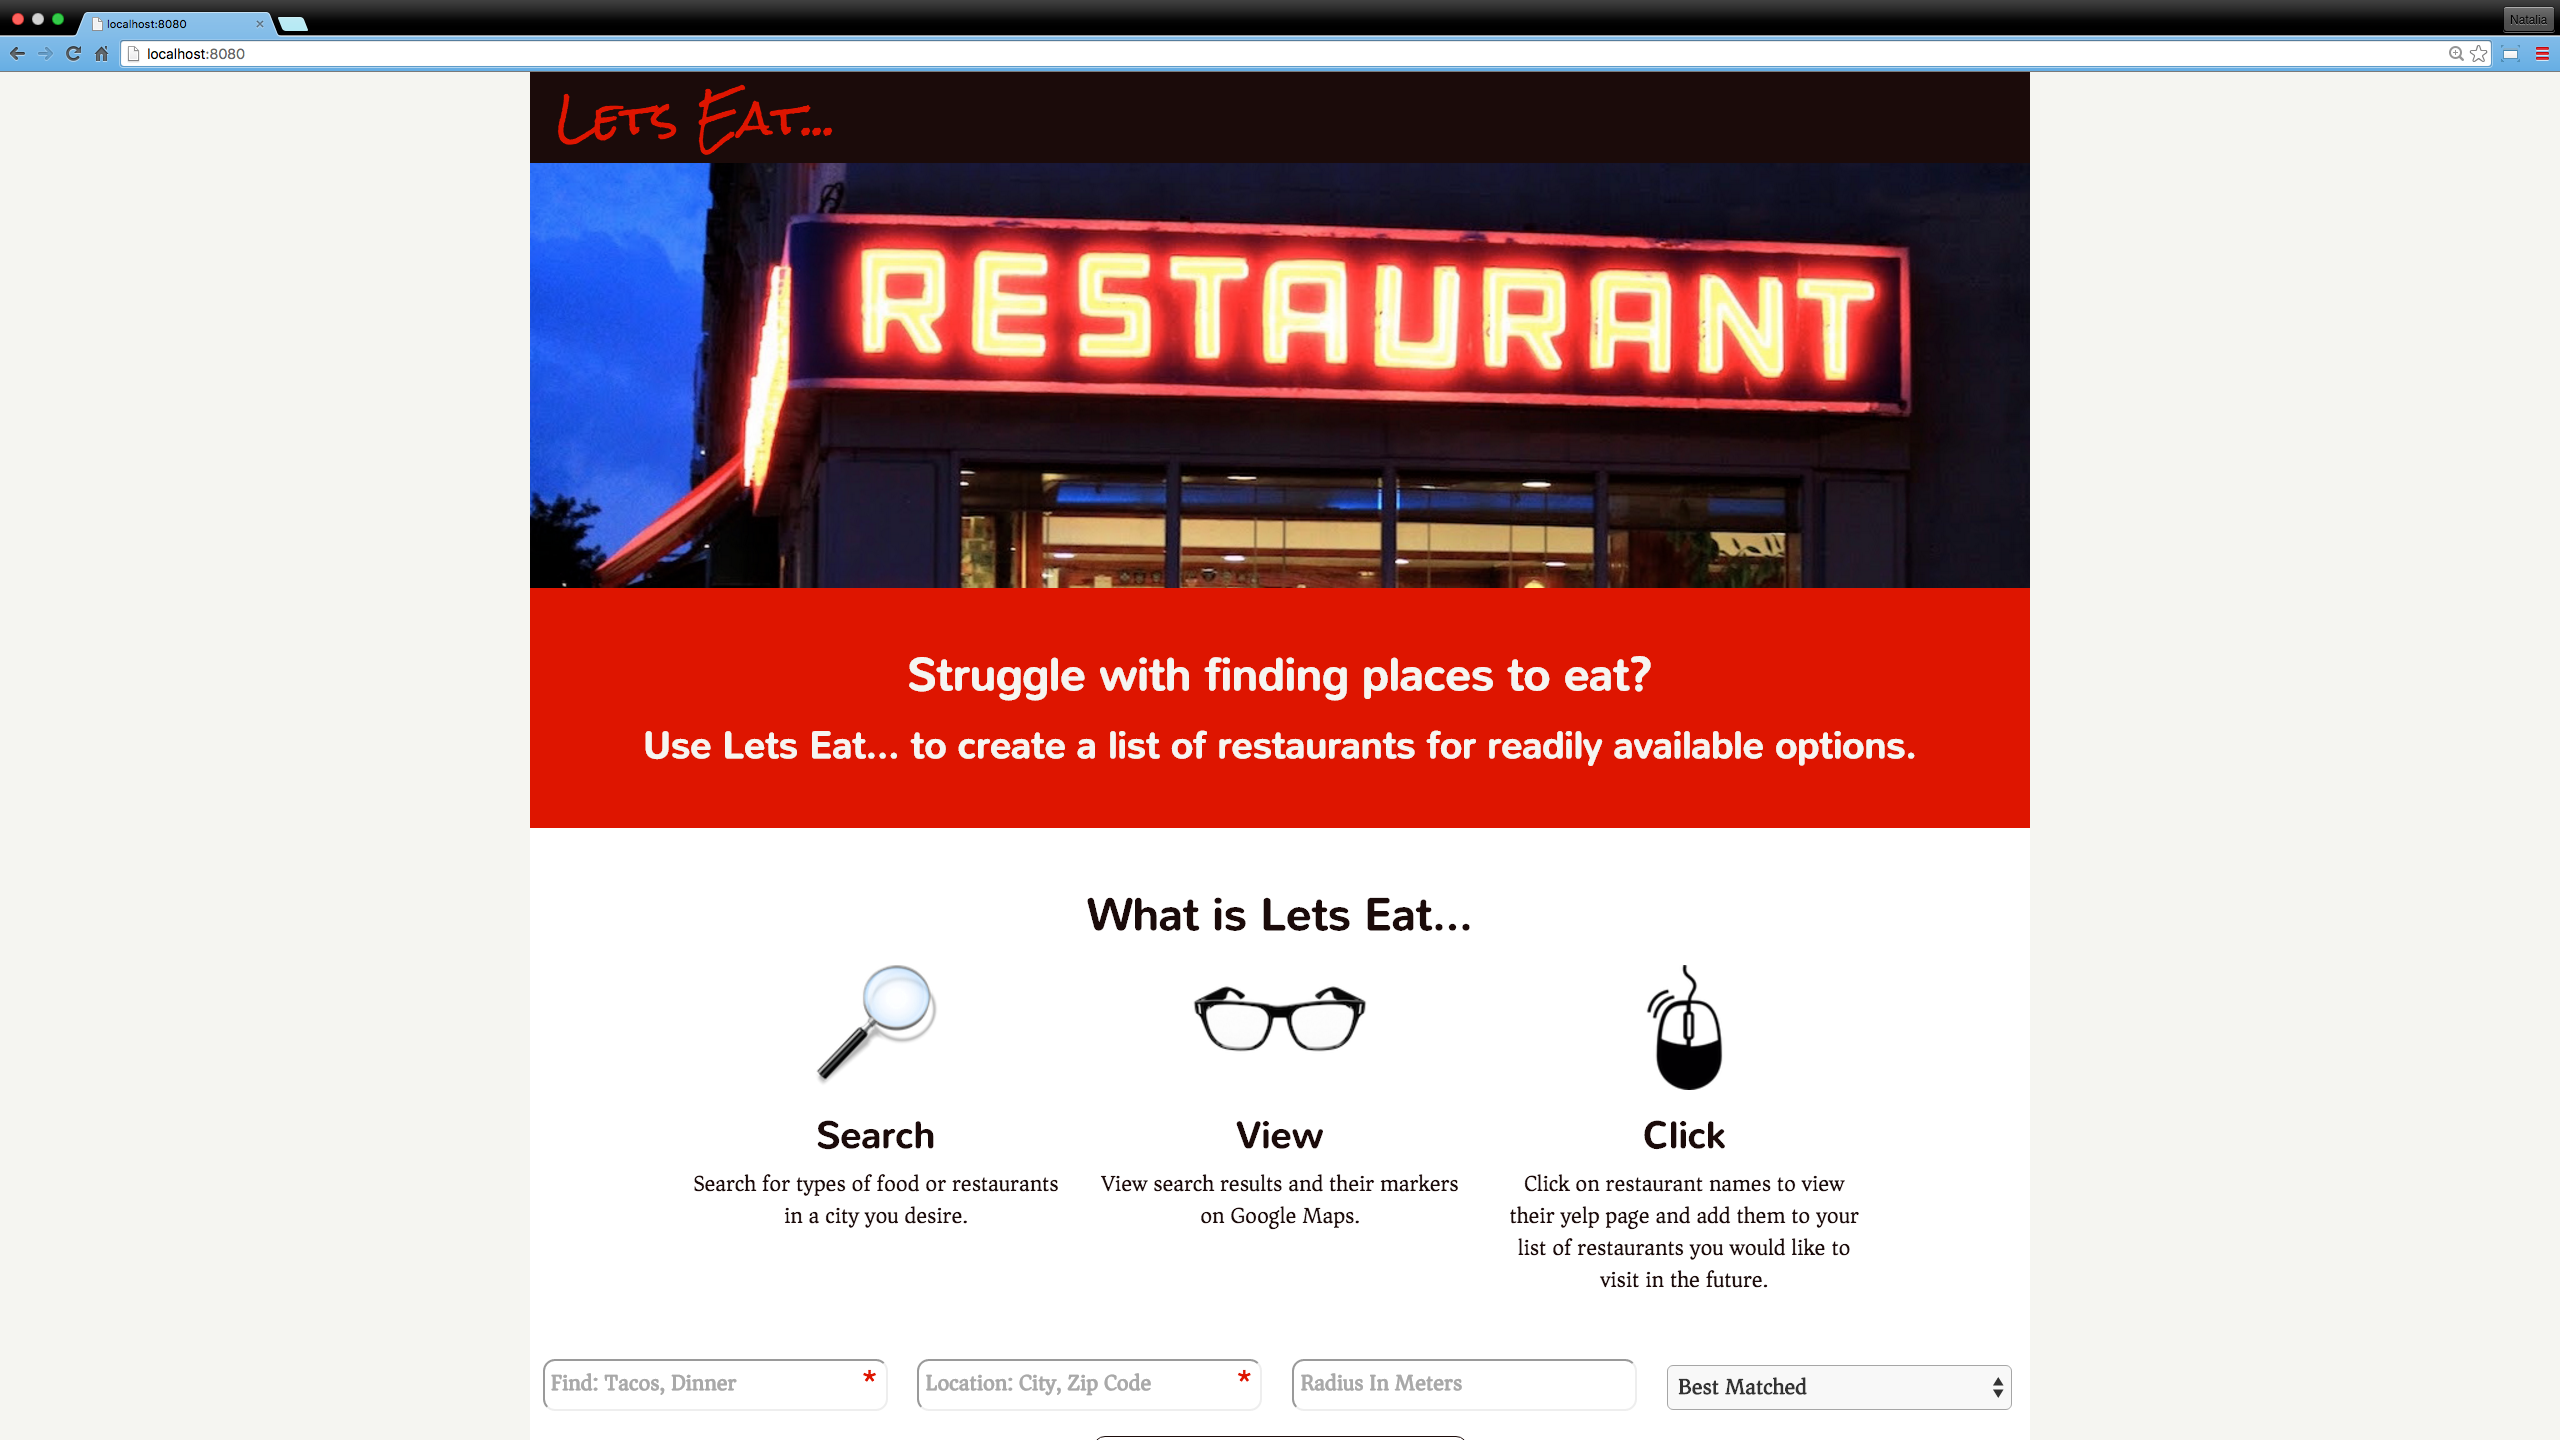 localhost:8080
Natalia
localhost:8080
Lets Eat...
RESTAURANT
Struggle with finding places to eat?
Use Lets Eat... to create a list of restaurants for readily available options.
What is Lets Eat...
Search
Search for types of food or restaurants
in a city you desire.
View
View search results and their markers
on Google Maps.
Click
Click on restaurant names to view
their yelp page and add them to your
list of restaurants you would like to
visit in the future.
Find: Tacos, Dinner *
Location: City, Zip Code *
Radius In Meters
Best Matched